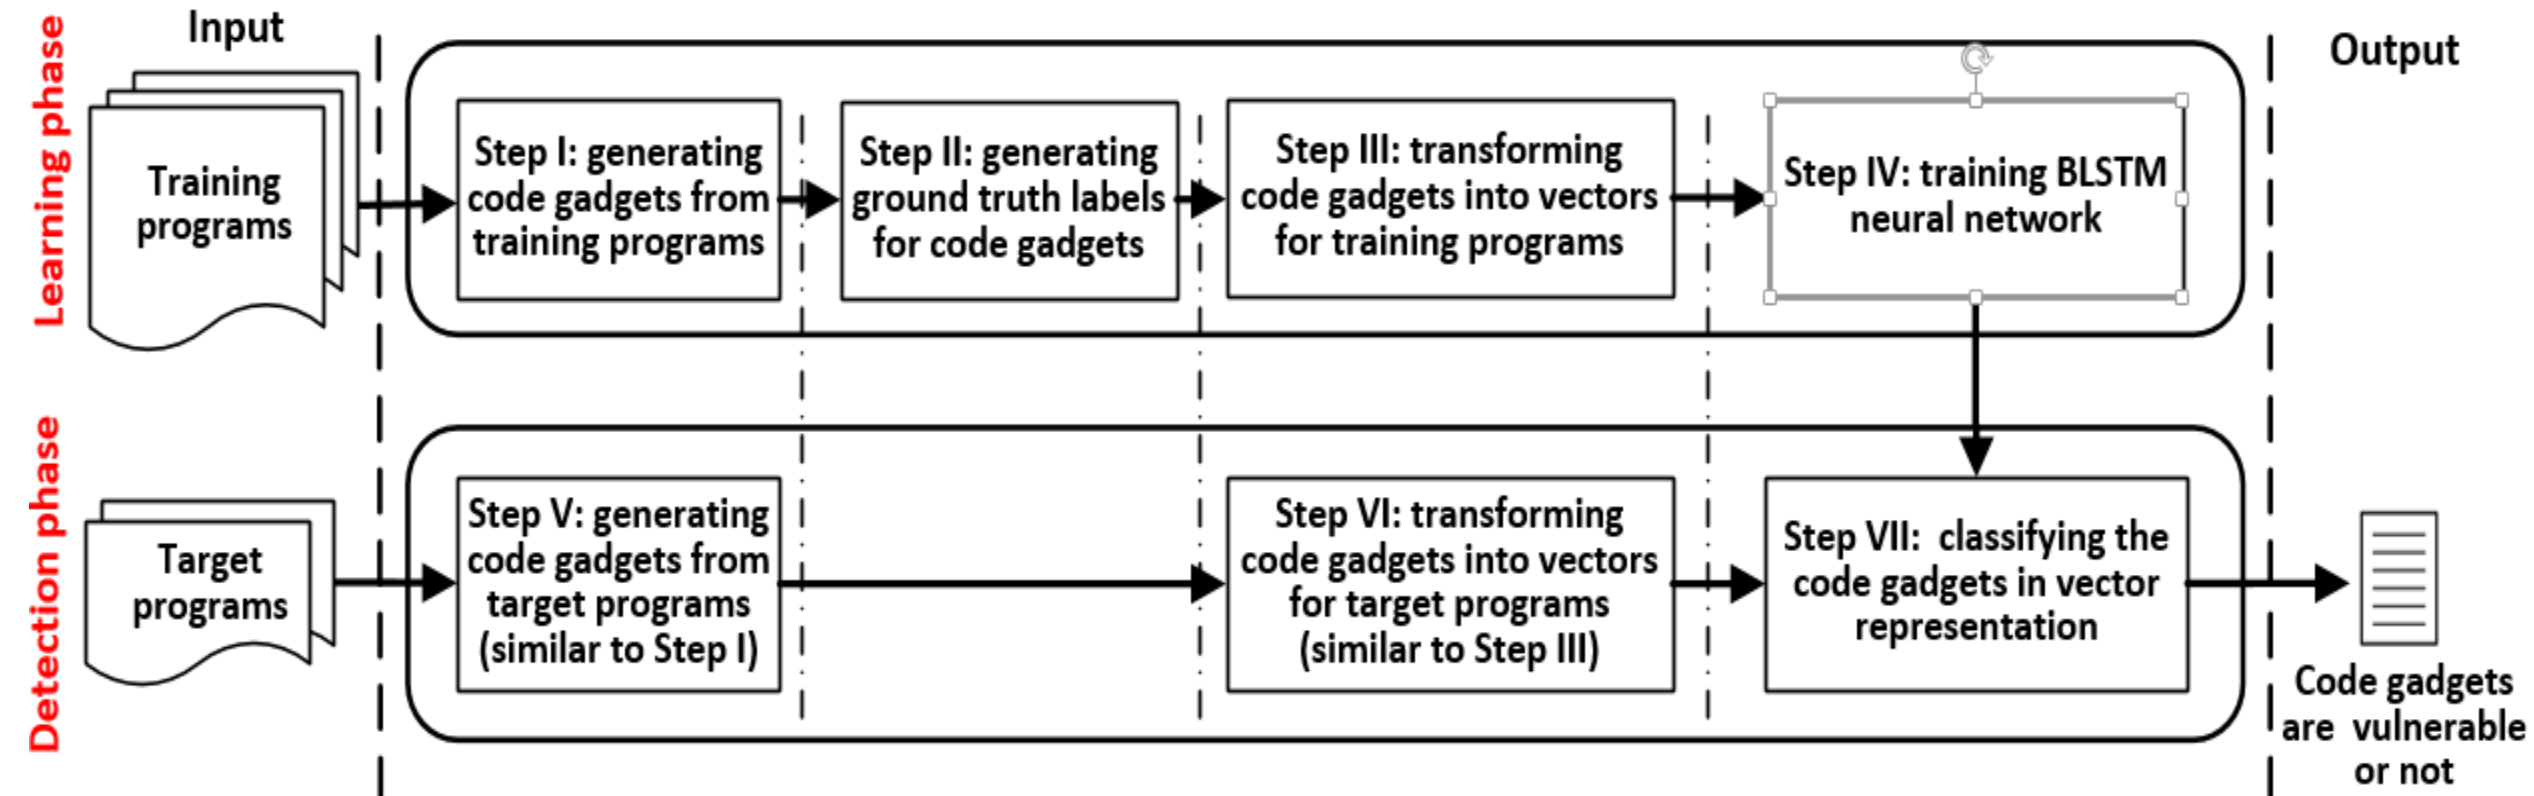 Input
Output
Learning phase
Training
programs
Step I: generating
code gadgets from
training programs
Step II: generating
ground truth labels
for code gadgets
Step III: transforming
code gadgets into vectors
for training programs
Step IV: training BLSTM
neural network
Detection phase
Target
programs
Step V: generating
code gadgets from
target programs
(similar to Step I)
Step VI: transforming
code gadgets into vectors
for target programs
(similar to Step III)
Step VII: classifying the
code gadgets in vector
representation
Code gadgets
are vulnerable
or not